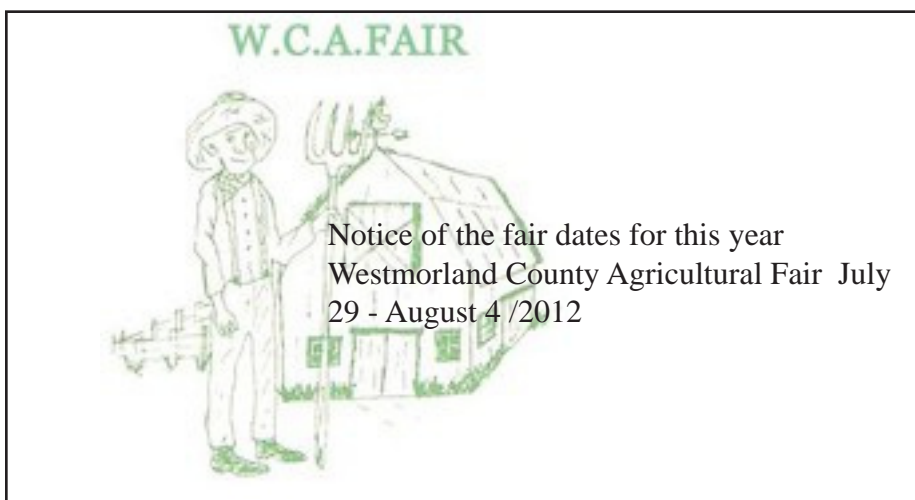 W.C.A.FAIR
Notice of the fair dates for this year
Westmorland County Agricultural Fair  July
29 - August 4 /2012